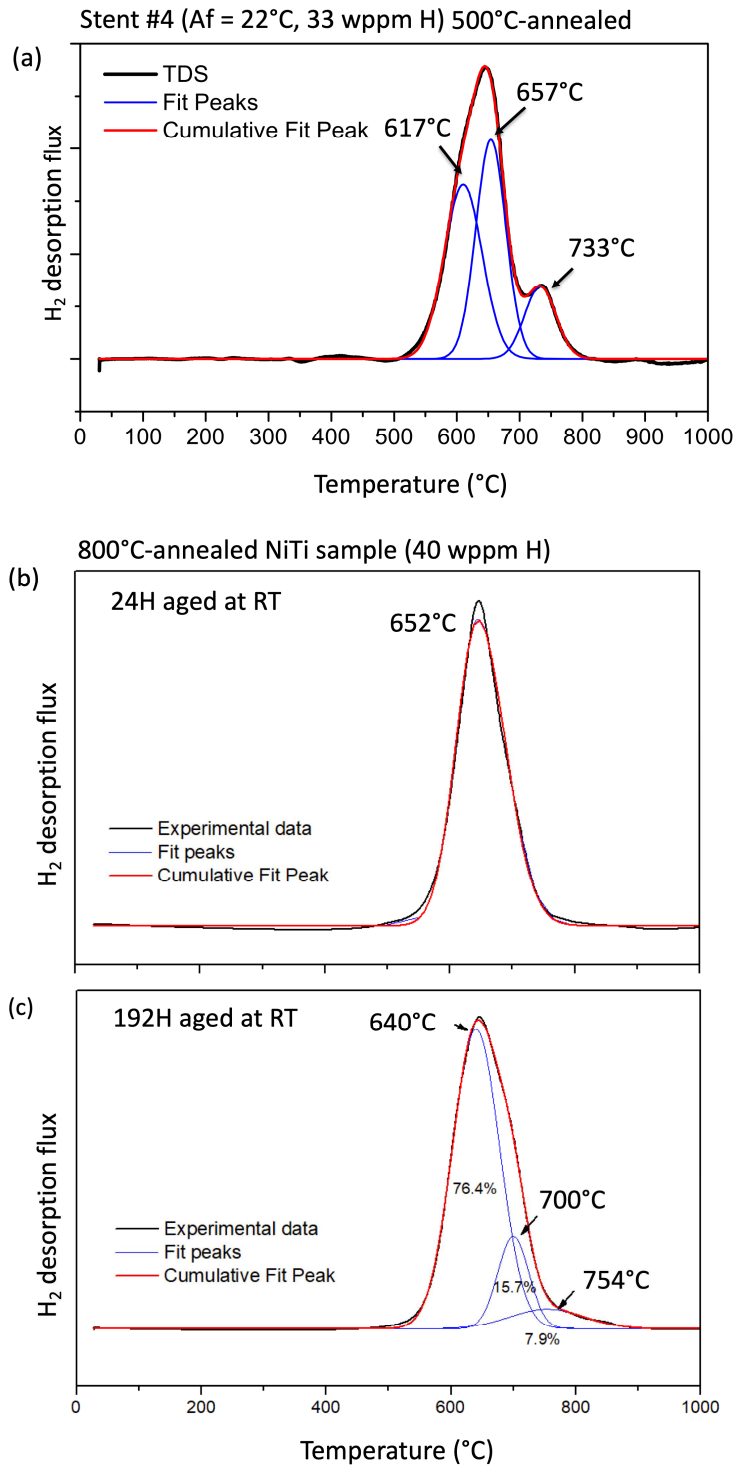 Stent #4 (Af = 22°C, 33 wppm H) 500°C-annealed
(a)
TDS
Fit Peaks
Cumulative Fit Peak
617°C
657°C
733°C
H2 desorption flux
0 100 200 300 400 500 600 700 800 900 1000
Temperature (°C)
800°C-annealed NiTi sample (40 wppm H)
(b)
24H aged at RT
652°C
Experimental data
Fit peaks
Cumulative Fit Peak
H2 desorption flux
(c)
192H aged at RT
640°C
76.4%
700°C
15.7%
754°C
7.9%
Experimental data
Fit peaks
Cumulative Fit Peak
H2 desorption flux
0 200 400 600 800 1000
Temperature (°C)